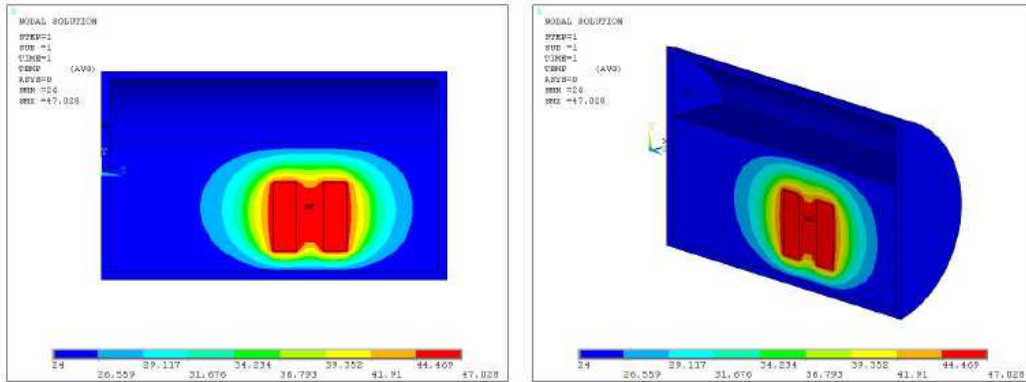 NODAL SOLUTION
STEP=1
SUB =1
TIME=1
TEMP (AVG)
RSYS=0
SMN =24
SMX =47.028
MX
24 29.117 34.234 39.352 44.469
26.559 31.676 36.793 41.91 47.028
NODAL SOLUTION
STEP=1
SUB =1
TIME=1
TEMP (AVG)
RSYS=0
SMN =24
SMX =47.028
24 29.117 34.234 39.352 44.469
26.559 31.676 36.793 41.91 47.028